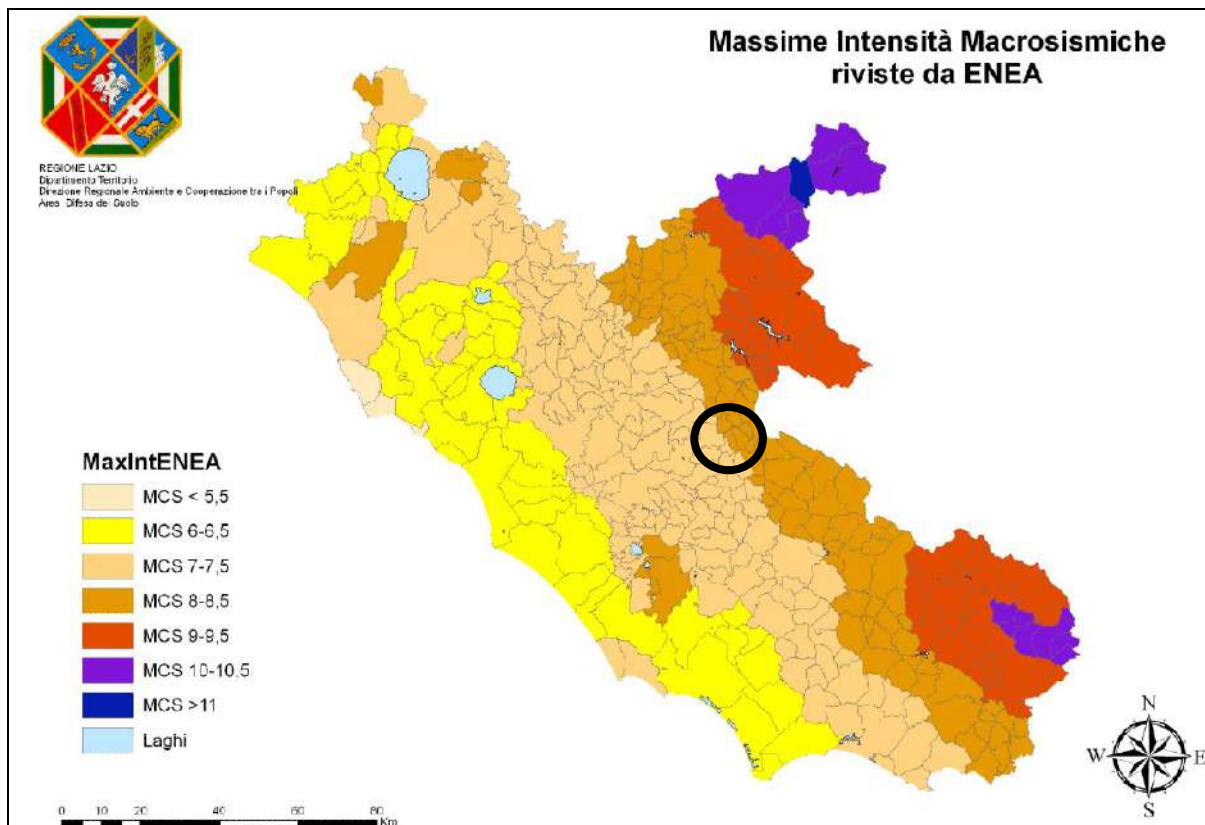 Massime Intensità Macrosismiche
riviste da ENEA
REGIONE LAZIO
Dipartimento Territorio
Direzione Regionale Ambiente e Cooperazione tra i Popoli
Area Difesa del Suolo
MaxIntENEA
MCS < 5,5
MCS 6-6,5
MCS 7-7,5
MCS 8-8,5
MCS 9-9,5
MCS 10-10,5
MCS >11
Laghi
N
W E
S
0 10 20 40 60 80
Km